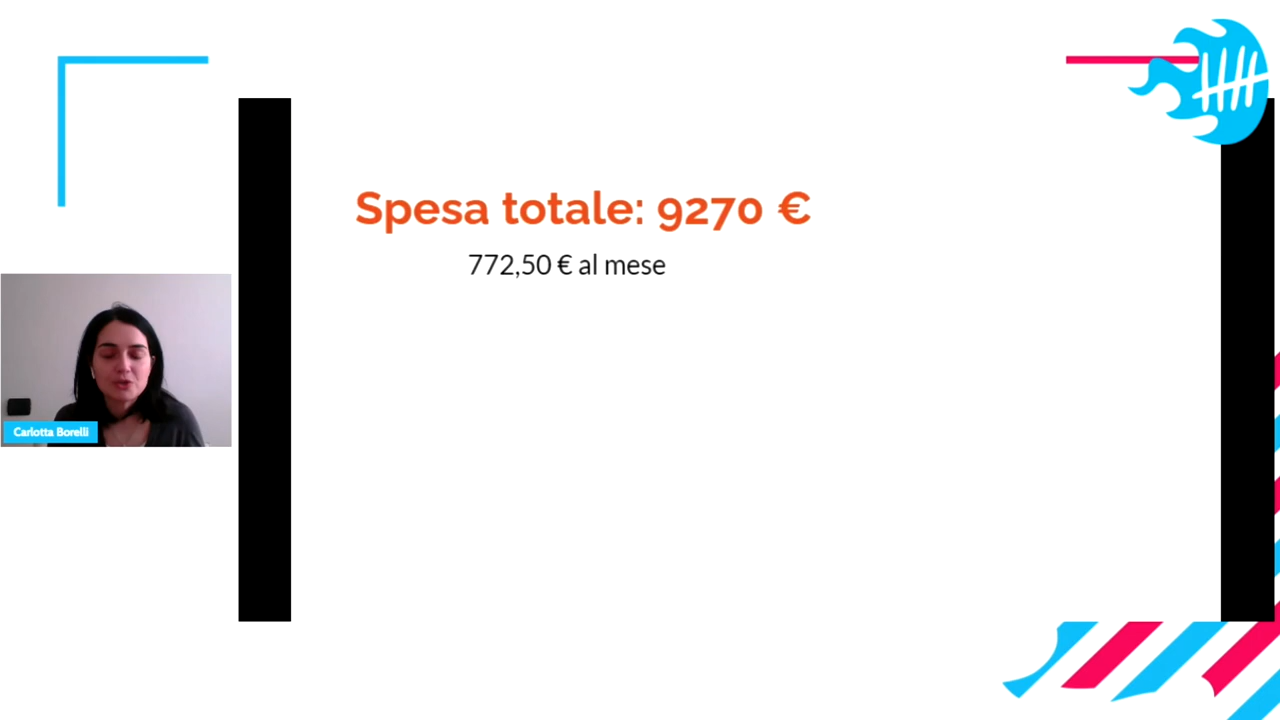 Spesa totale: 9270 €
772,50 € al mese
Carlotta Borelli